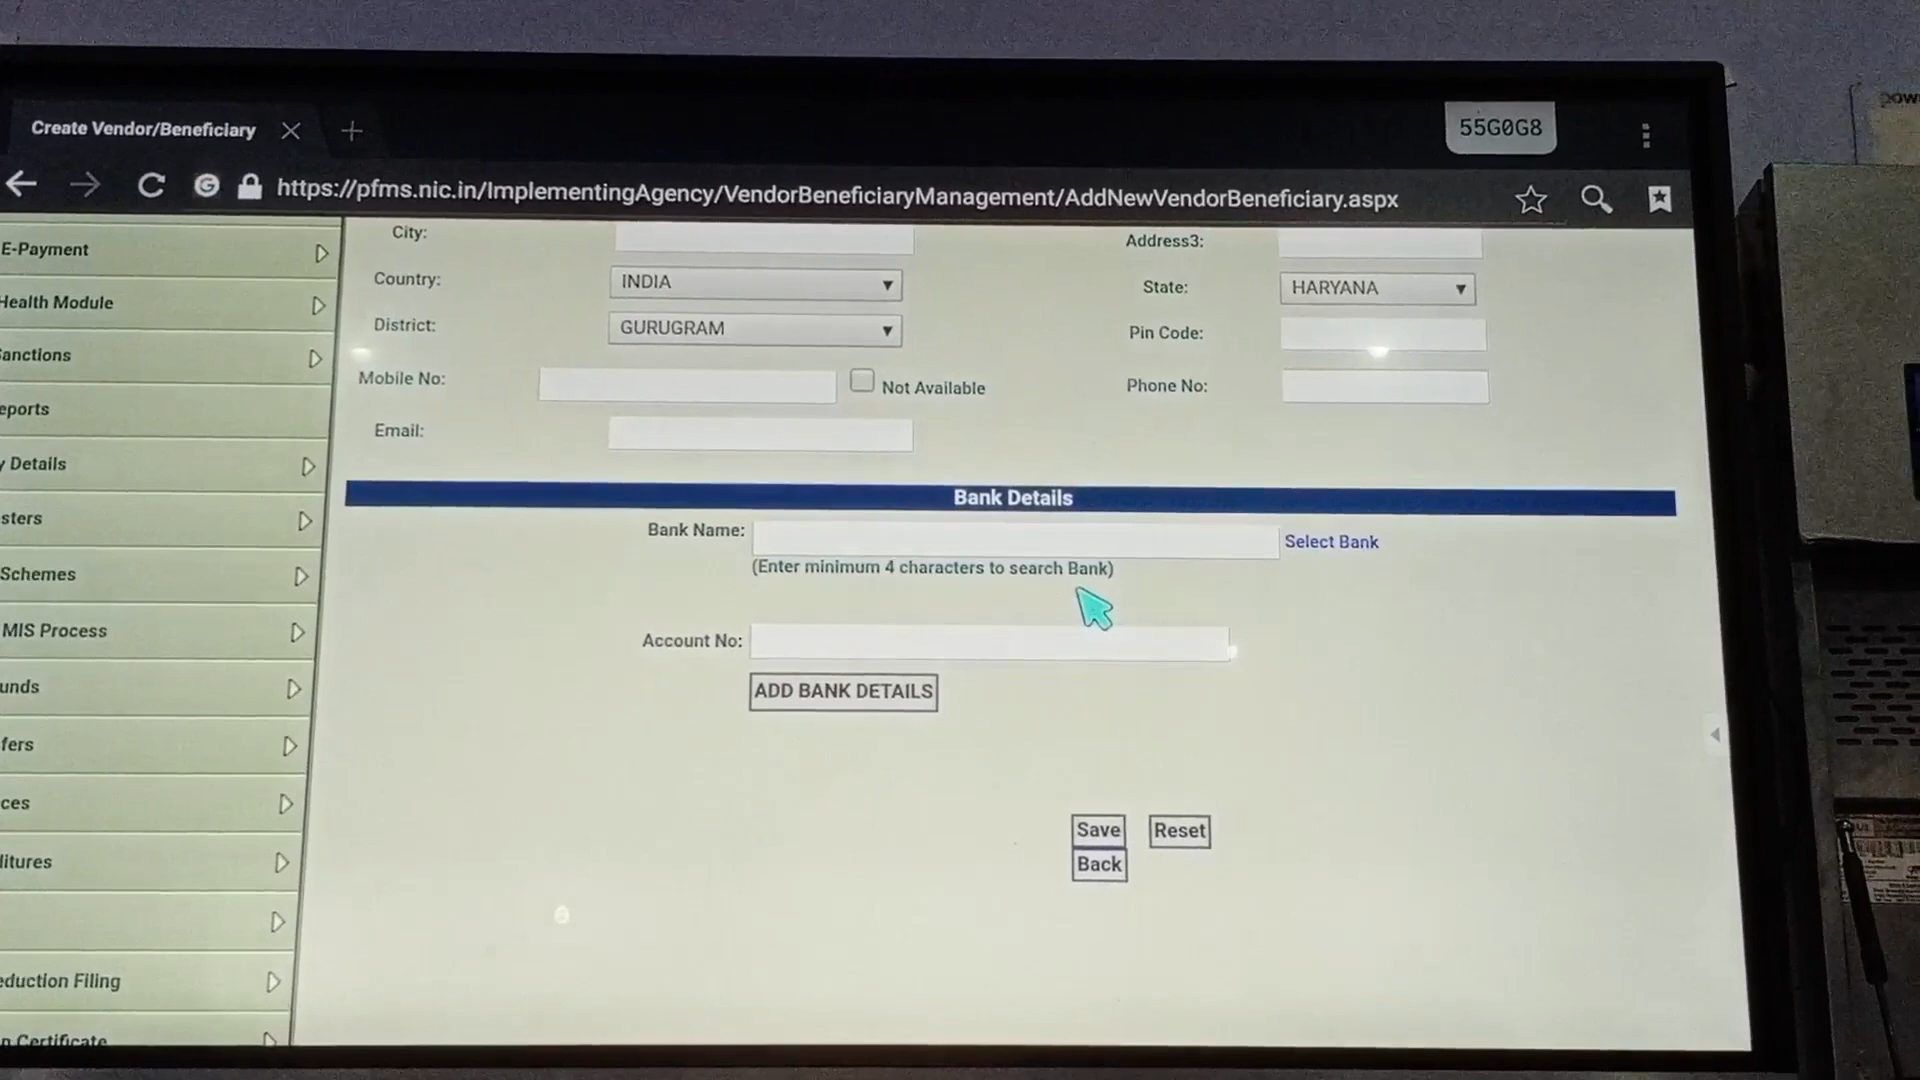 Create Vendor/Beneficiary
55G0G8
https://pfms.nic.in/ImplementingAgency/VendorBeneficiaryManagement/AddNewVendorBeneficiary.aspx
E-Payment
Health Module
anctions
eports
y Details
sters
Schemes
MIS Process
unds
fers
ces
litures
eduction Filing
n Certificate
City:
Address3:
Country: INDIA
State: HARYANA
District: GURUGRAM
Pin Code:
Mobile No:
Not Available
Phone No:
Email:
Bank Details
Bank Name:
Select Bank
(Enter minimum 4 characters to search Bank)
Account No:
ADD BANK DETAILS
Save Reset
Back